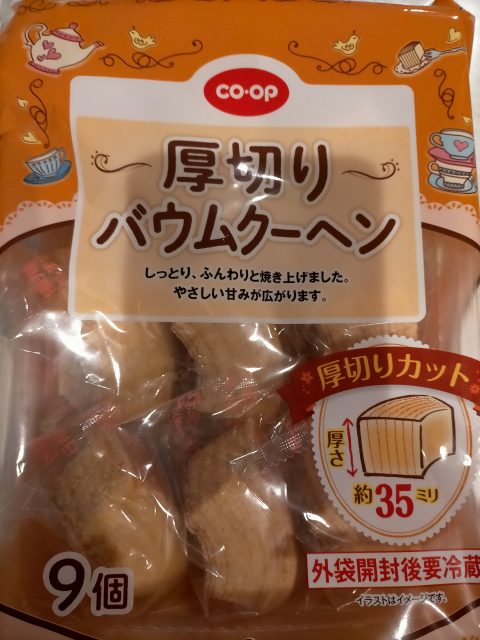 CO·OP
厚切り
バウムクーヘン
しっとり、ふんわりと焼き上げました。
やさしい甘みが広がります。
厚切りカット
厚さ
約35ミリ
9個
外袋開封後要冷蔵
イラストはイメージです。